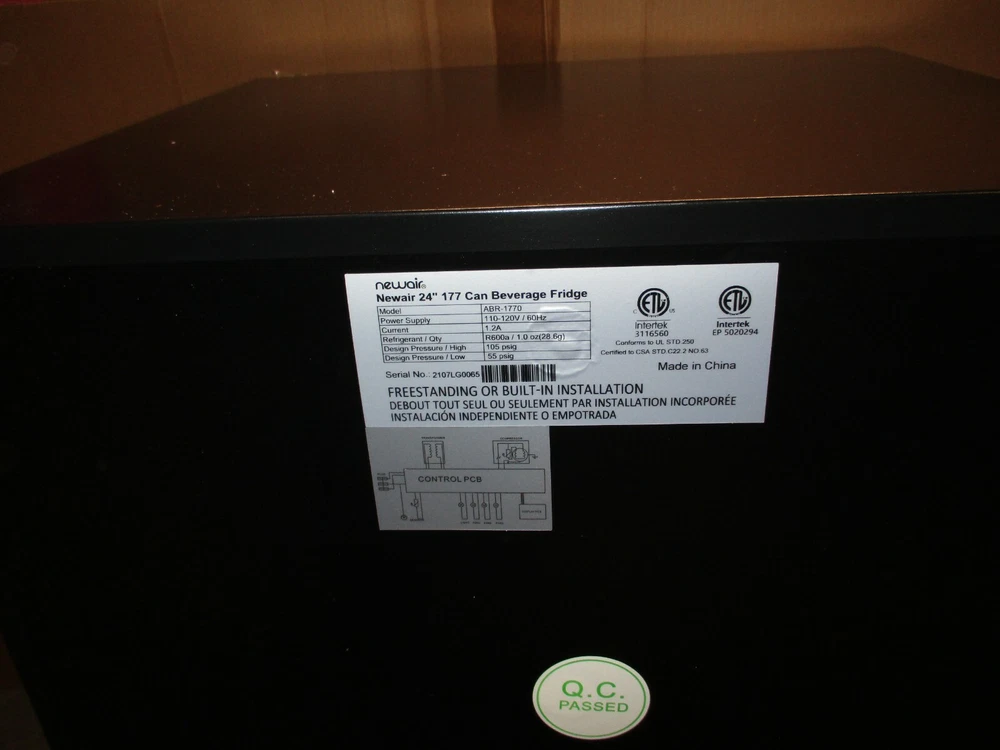 newair®
Newair 24" 177 Can Beverage Fridge
Model ABR-1770
Power Supply 110-120V / 60Hz
Current 1.2A
Refrigerant / Qty R600a / 1.0 oz(28.6g)
Design Pressure / High 105 psig
Design Pressure / Low 55 psig
Serial No.: 2107LG0065
ETL
C US
Intertek
3116560
ETL
Intertek
EP 5020294
Conforms to UL STD.250
Certified to CSA STD.C22.2 NO.63
Made in China
FREESTANDING OR BUILT-IN INSTALLATION
DEBOUT TOUT SEUL OU SEULEMENT PAR INSTALLATION INCORPORÉE
INSTALACIÓN INDEPENDIENTE O EMPOTRADA
CONTROL PCB
Q.C.
PASSED